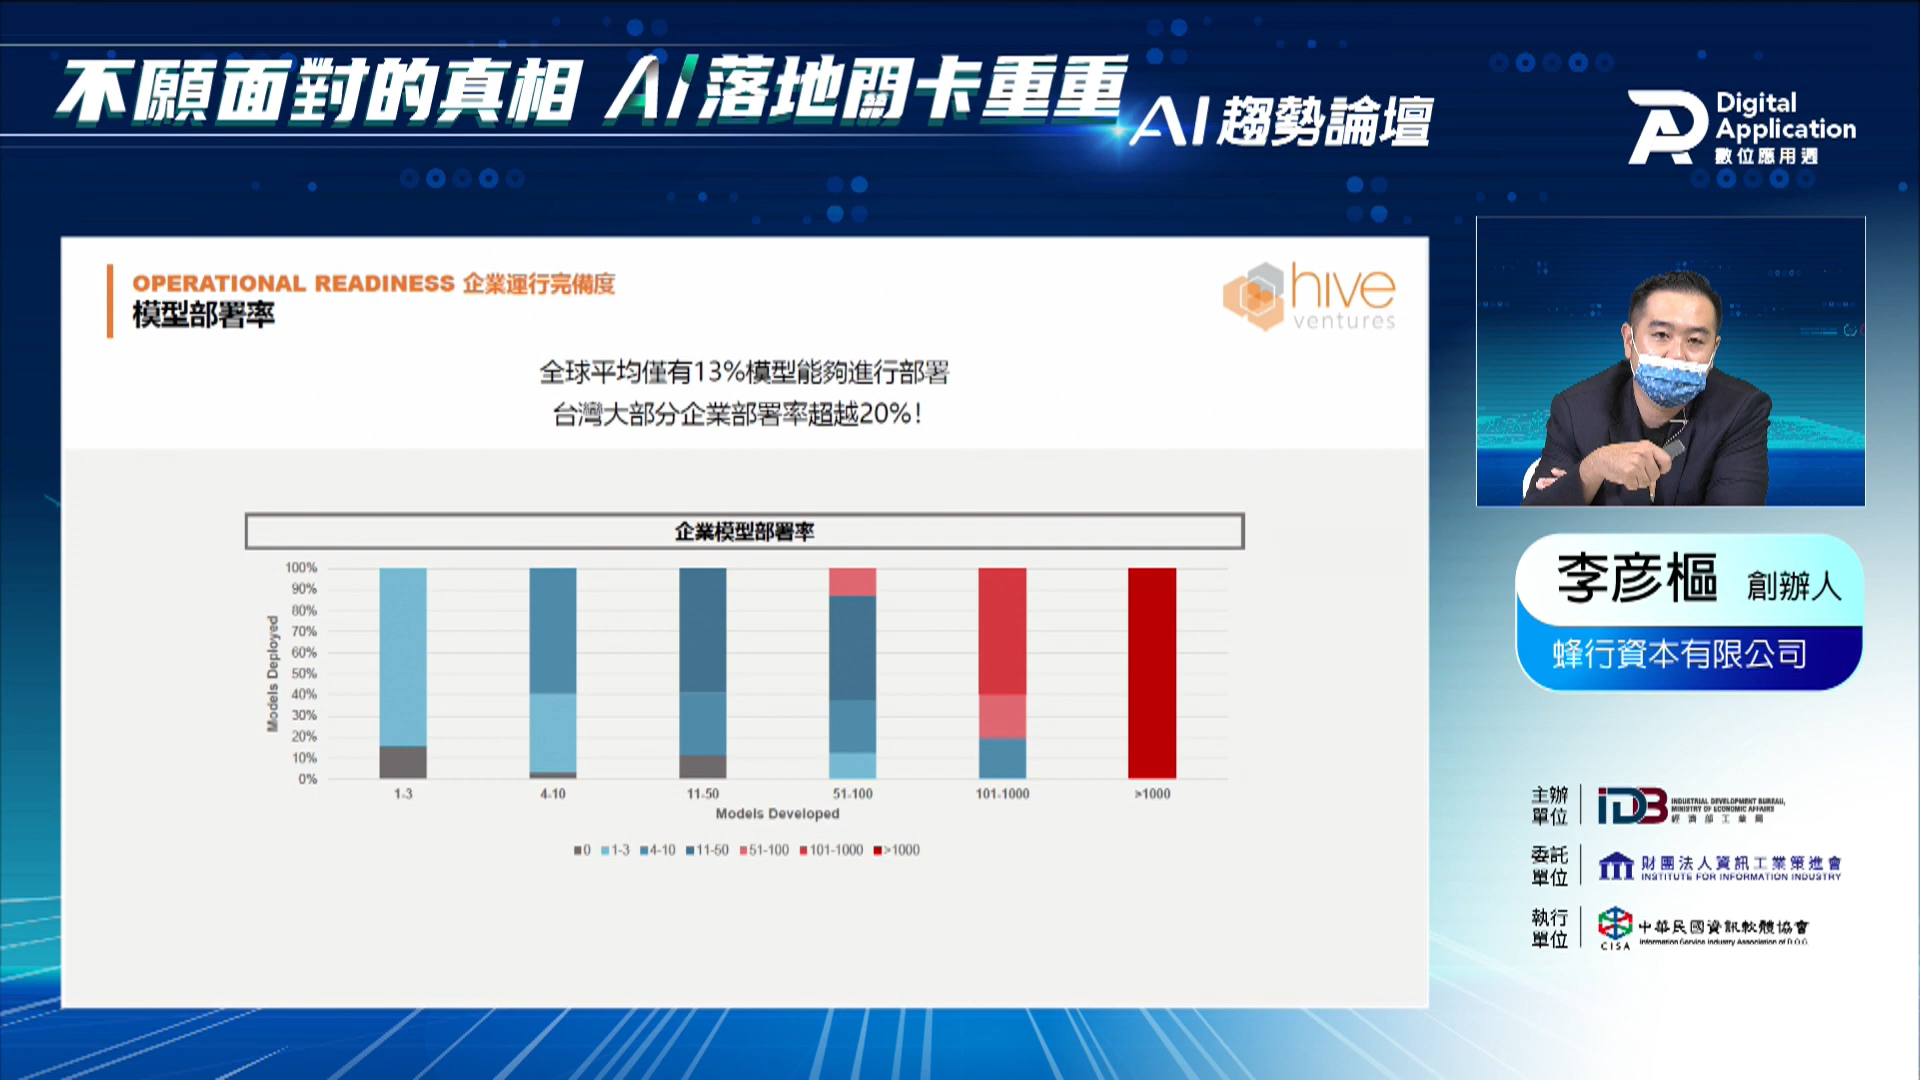 不願面對的真相 AI落地關卡重重
AI趨勢論壇
Digital
Application
數位應用週
OPERATIONAL READINESS 企業運行完備度
模型部署率
hive
ventures
全球平均僅有13%模型能夠進行部署
台灣大部分企業部署率超越20%!
企業模型部署率
100%
90%
80%
70%
60%
50%
40%
30%
20%
10%
0%
Models Deployed
1-3 4-10 11-50 51-100 101-1000 >1000
Models Developed
0 1-3 4-10 11-50 51-100 101-1000 >1000
李彦樞 創辦人
蜂行資本有限公司
主辦
單位
IDB
INDUSTRIAL DEVELOPMENT BUREAU,
MINISTRY OF ECONOMIC AFFAIRS
經濟部工業局
委託
單位
財團法人資訊工業策進會
INSTITUTE FOR INFORMATION INDUSTRY
執行
單位
CISA
中華民國資訊軟體協會
Information Service Industry Association of R.O.C.